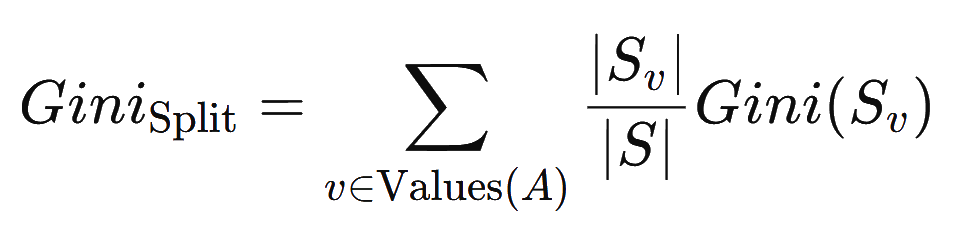 Gini_Split = ∑_{v∈Values(A)} |S_v| / |S| Gini(S_v)